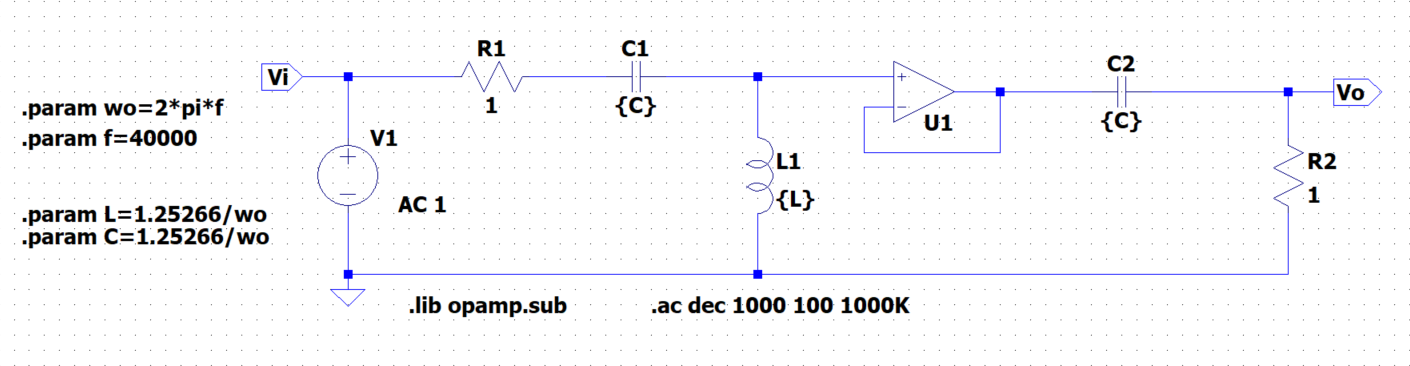 R1
C1
C2
Vi
Vo
+
1
{C}
−
U1
{C}
.param wo=2*pi*f
.param f=40000
V1
+
−
AC 1
L1
{L}
R2
1
.param L=1.25266/wo
.param C=1.25266/wo
.lib opamp.sub
.ac dec 1000 100 1000K